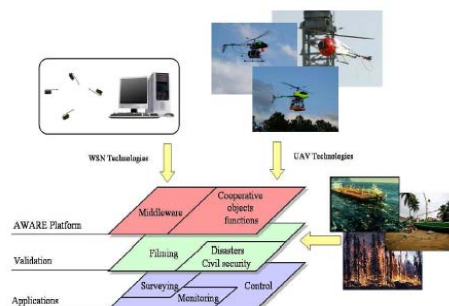 WSN Technologies
UAV Technologies
Middleware
Cooperative
objects
functions
AWARE Platform
Filming
Disasters
Civil security
Validation
Surveying
Control
Monitoring
Applications